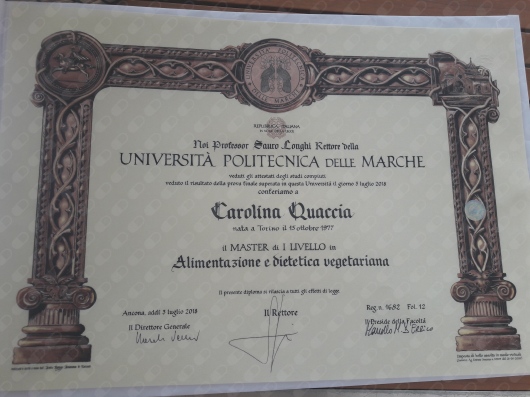 REPUBBLICA ITALIANA
Noi Professor Sauro Longhi Rettore della
UNIVERSITÀ POLITECNICA DELLE MARCHE
veduti gli attestati degli studi compiuti
veduto il risultato della prova finale superata in questa Università il giorno 5 luglio 2018
conferiamo a
Carolina Quaccia
nata a Torino il 15 ottobre 1977
il MASTER di I LIVELLO in
Alimentazione e dietetica vegetariana
Il presente diploma si rilascia a tutti gli effetti di legge
Ancona, addì 5 luglio 2018
Reg.n. 9682 Fol. 12
Il Direttore Generale
Il Rettore
Il Preside della Facoltà